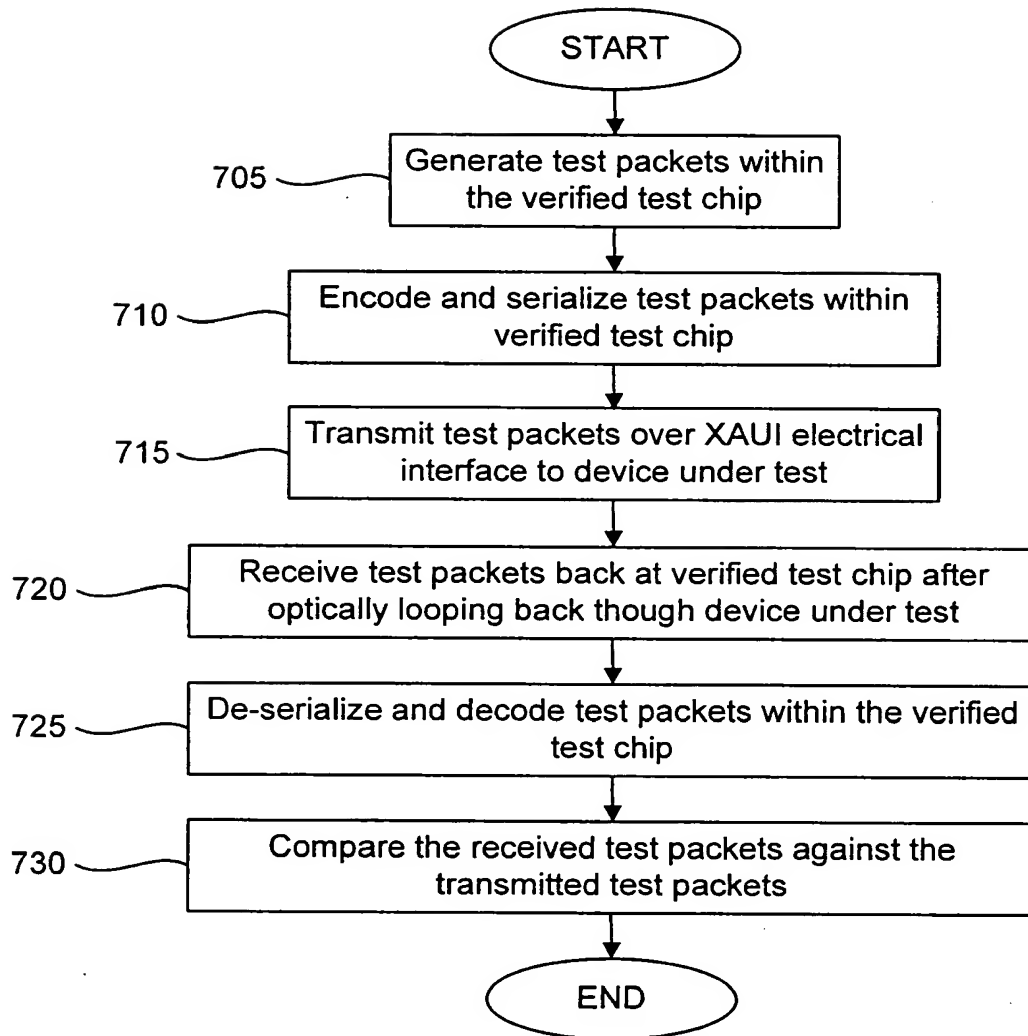 START
705
Generate test packets within
the verified test chip
710
Encode and serialize test packets within
verified test chip
715
Transmit test packets over XAUI electrical
interface to device under test
720
Receive test packets back at verified test chip after
optically looping back though device under test
725
De-serialize and decode test packets within the verified
test chip
730
Compare the received test packets against the
transmitted test packets
END